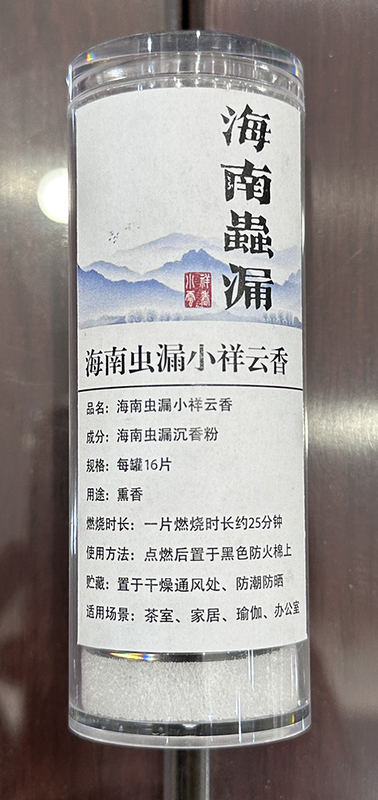 海南蟲漏
祥雲小香
海南虫漏小祥云香
品名：海南虫漏小祥云香
成分：海南虫漏沉香粉
规格：每罐16片
用途：熏香
燃烧时长：一片燃烧时长约25分钟
使用方法：点燃后置于黑色防火棉上
贮藏：置于干燥通风处、防潮防晒
适用场景：茶室、家居、瑜伽、办公室